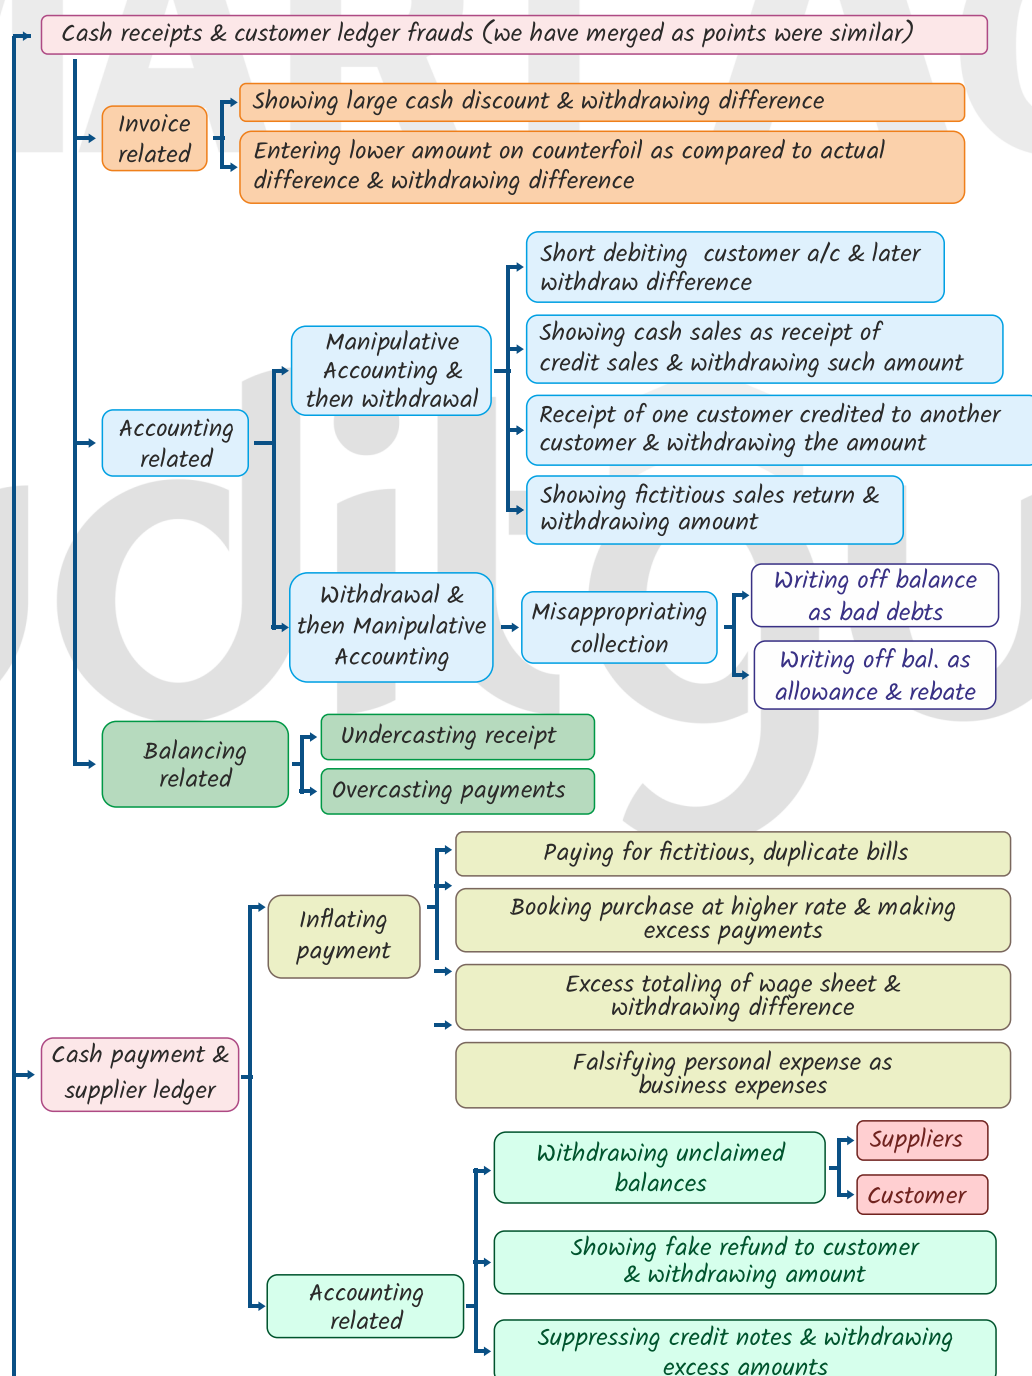 Cash receipts & customer ledger frauds (we have merged as points were similar)
Invoice
related
Showing large cash discount & withdrawing difference
Entering lower amount on counterfoil as compared to actual
difference & withdrawing difference
Accounting
related
Manipulative
Accounting &
then withdrawal
Short debiting customer a/c & later
withdraw difference
Showing cash sales as receipt of
credit sales & withdrawing such amount
Receipt of one customer credited to another
customer & withdrawing the amount
Showing fictitious sales return &
withdrawing amount
Withdrawal &
then Manipulative
Accounting
Misappropriating
collection
Writing off balance
as bad debts
Writing off bal. as
allowance & rebate
Balancing
related
Undercasting receipt
Overcasting payments
Cash payment &
supplier ledger
Inflating
payment
Paying for fictitious, duplicate bills
Booking purchase at higher rate & making
excess payments
Excess totaling of wage sheet &
withdrawing difference
Falsifying personal expense as
business expenses
Accounting
related
Withdrawing unclaimed
balances
Suppliers
Customer
Showing fake refund to customer
& withdrawing amount
Suppressing credit notes & withdrawing
excess amounts